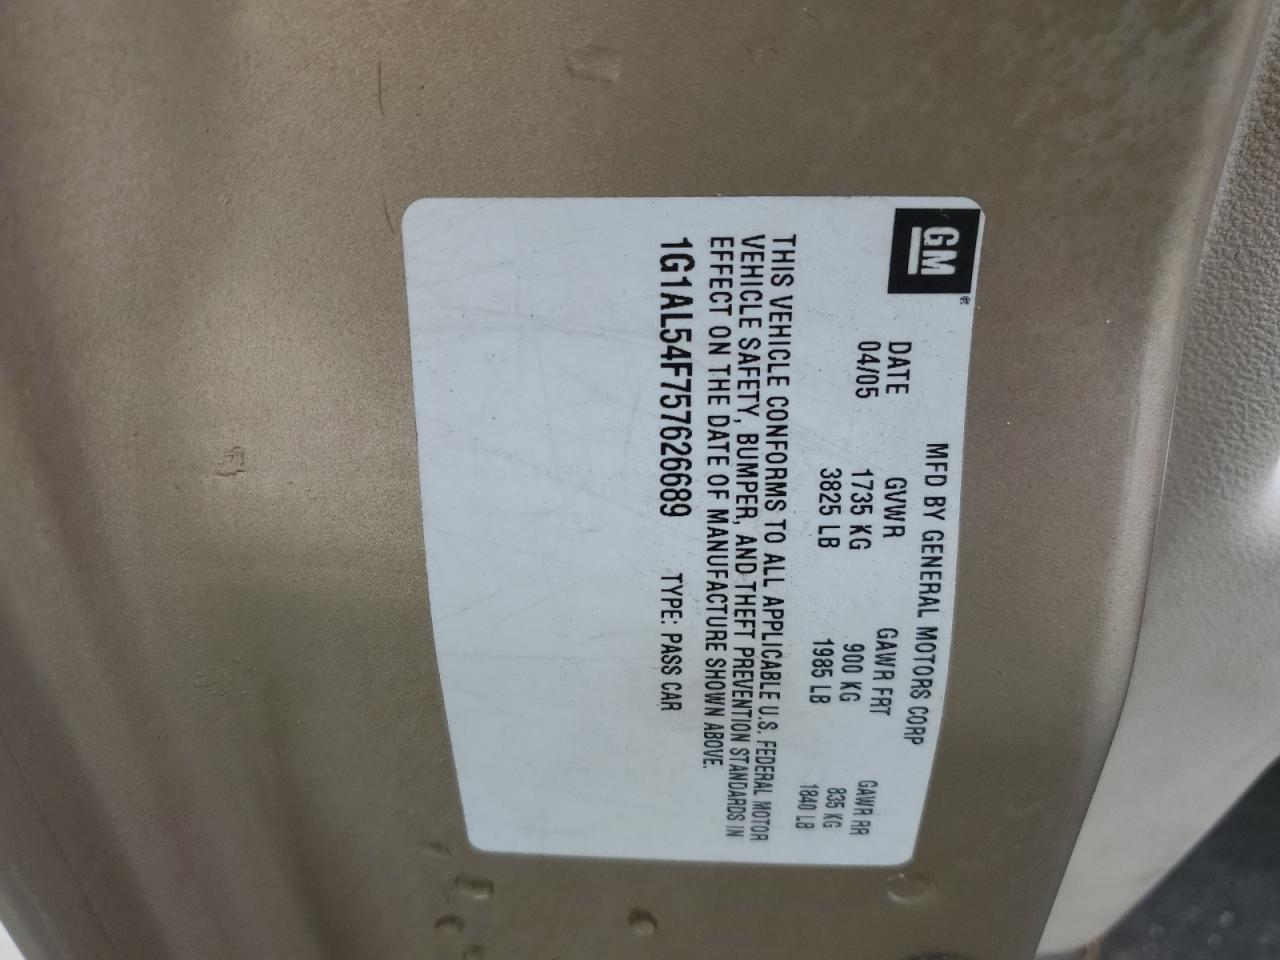 GM®
MFD BY GENERAL MOTORS CORP
DATE GVWR GAWR FRT GAWR RR
04/05 1735 KG 900 KG 835 KG
3825 LB 1985 LB 1840 LB
THIS VEHICLE CONFORMS TO ALL APPLICABLE U.S. FEDERAL MOTOR
VEHICLE SAFETY, BUMPER, AND THEFT PREVENTION STANDARDS IN
EFFECT ON THE DATE OF MANUFACTURE SHOWN ABOVE.
1G1AL54F757626689 TYPE: PASS CAR